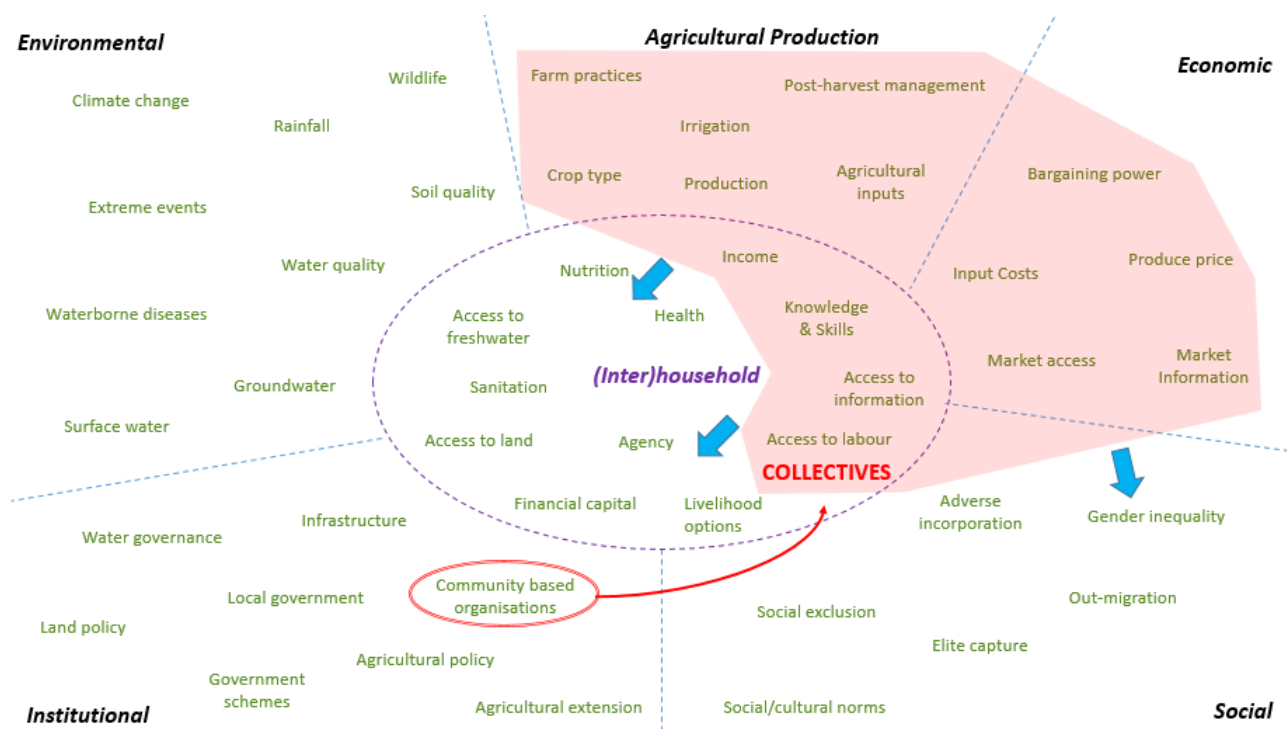 Environmental
Agricultural Production
Economic
Climate change
Wildlife
Rainfall
Extreme events
Soil quality
Water quality
Waterborne diseases
Groundwater
Surface water
Farm practices
Post-harvest management
Irrigation
Crop type
Production
Agricultural
inputs
Bargaining power
Produce price
Input Costs
Market access
Market
Information
Nutrition
Income
Access to
freshwater
Health
Knowledge
& Skills
Sanitation
(Inter)household
Access to
information
Access to land
Agency
Access to labour
COLLECTIVES
Financial capital
Livelihood
options
Water governance
Infrastructure
Community based
organisations
Local government
Land policy
Agricultural policy
Government
schemes
Agricultural extension
Institutional
Adverse
incorporation
Gender inequality
Social exclusion
Out-migration
Elite capture
Social/cultural norms
Social